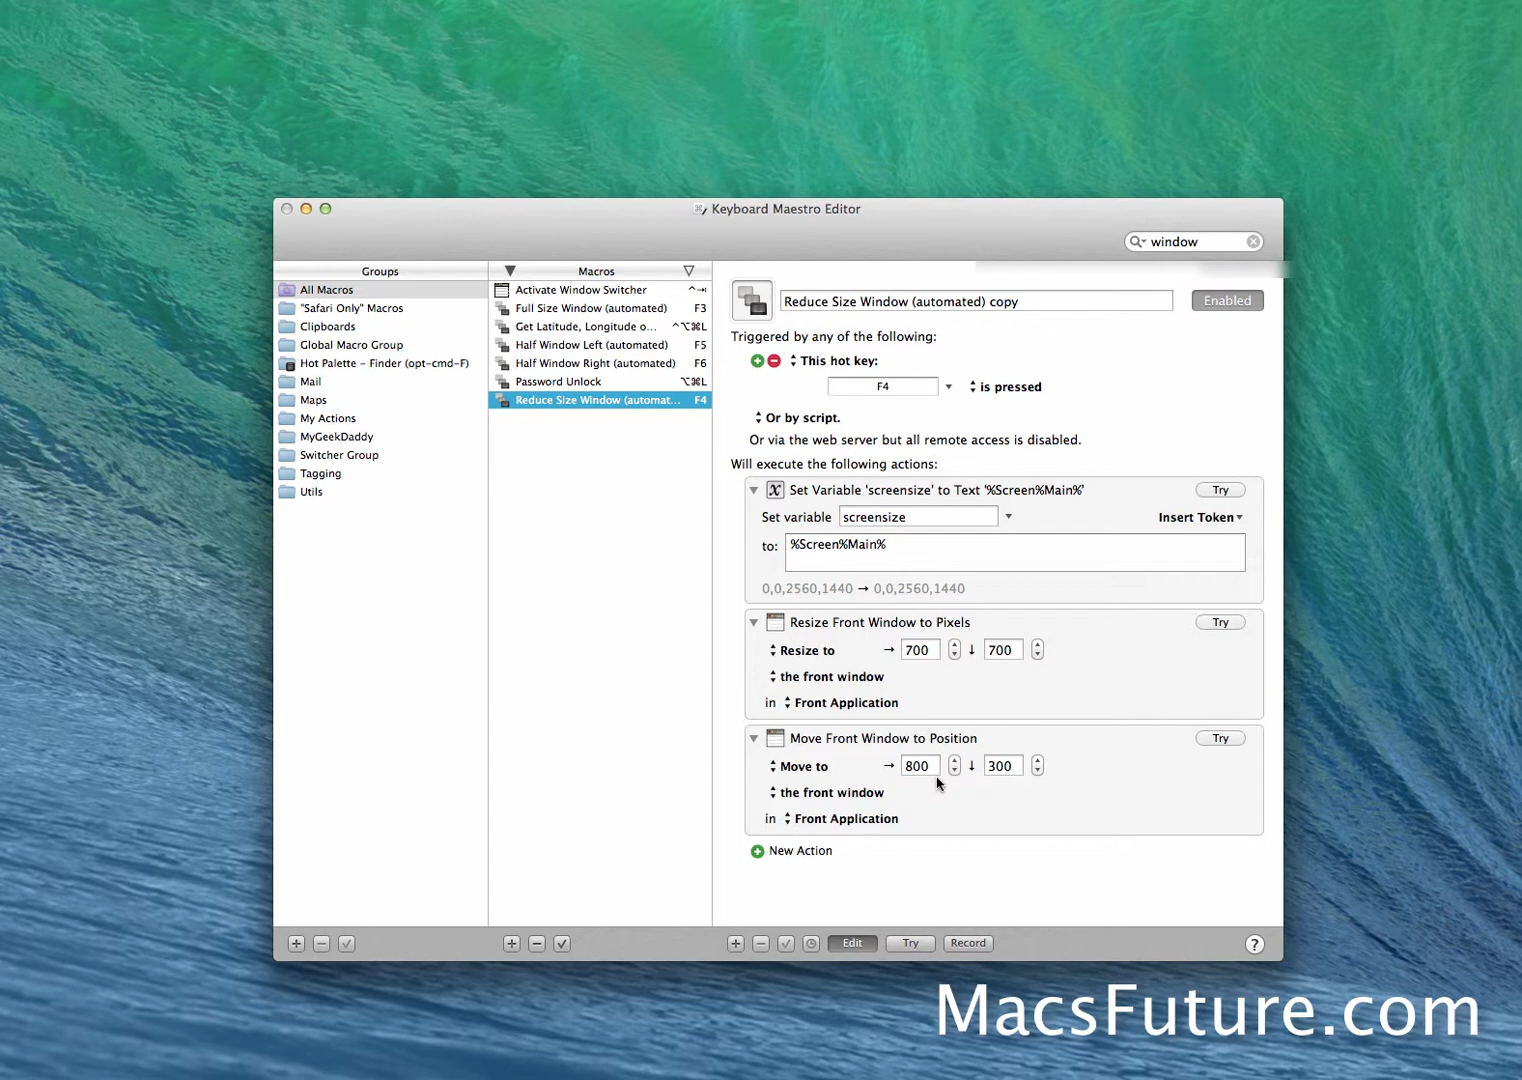 Keyboard Maestro Editor
window
Groups
Macros
All Macros
"Safari Only" Macros
Clipboards
Global Macro Group
Hot Palette – Finder (opt-cmd-F)
Mail
Maps
My Actions
MyGeekDaddy
Switcher Group
Tagging
Utils
Activate Window Switcher ^⇥
Full Size Window (automated) F3
Get Latitude, Longitude o... ^⌥⌘L
Half Window Left (automated) F5
Half Window Right (automated) F6
Password Unlock ⌥⌘L
Reduce Size Window (automat... F4
Reduce Size Window (automated) copy
Enabled
Triggered by any of the following:
This hot key:
F4 is pressed
Or by script.
Or via the web server but all remote access is disabled.
Will execute the following actions:
Set Variable 'screensize' to Text '%Screen%Main%' Try
Set variable screensize Insert Token
to: %Screen%Main%
0,0,2560,1440 → 0,0,2560,1440
Resize Front Window to Pixels Try
Resize to → 700 ↓ 700
the front window
in Front Application
Move Front Window to Position Try
Move to → 800 ↓ 300
the front window
in Front Application
New Action
Edit Try Record ?
MacsFuture.com